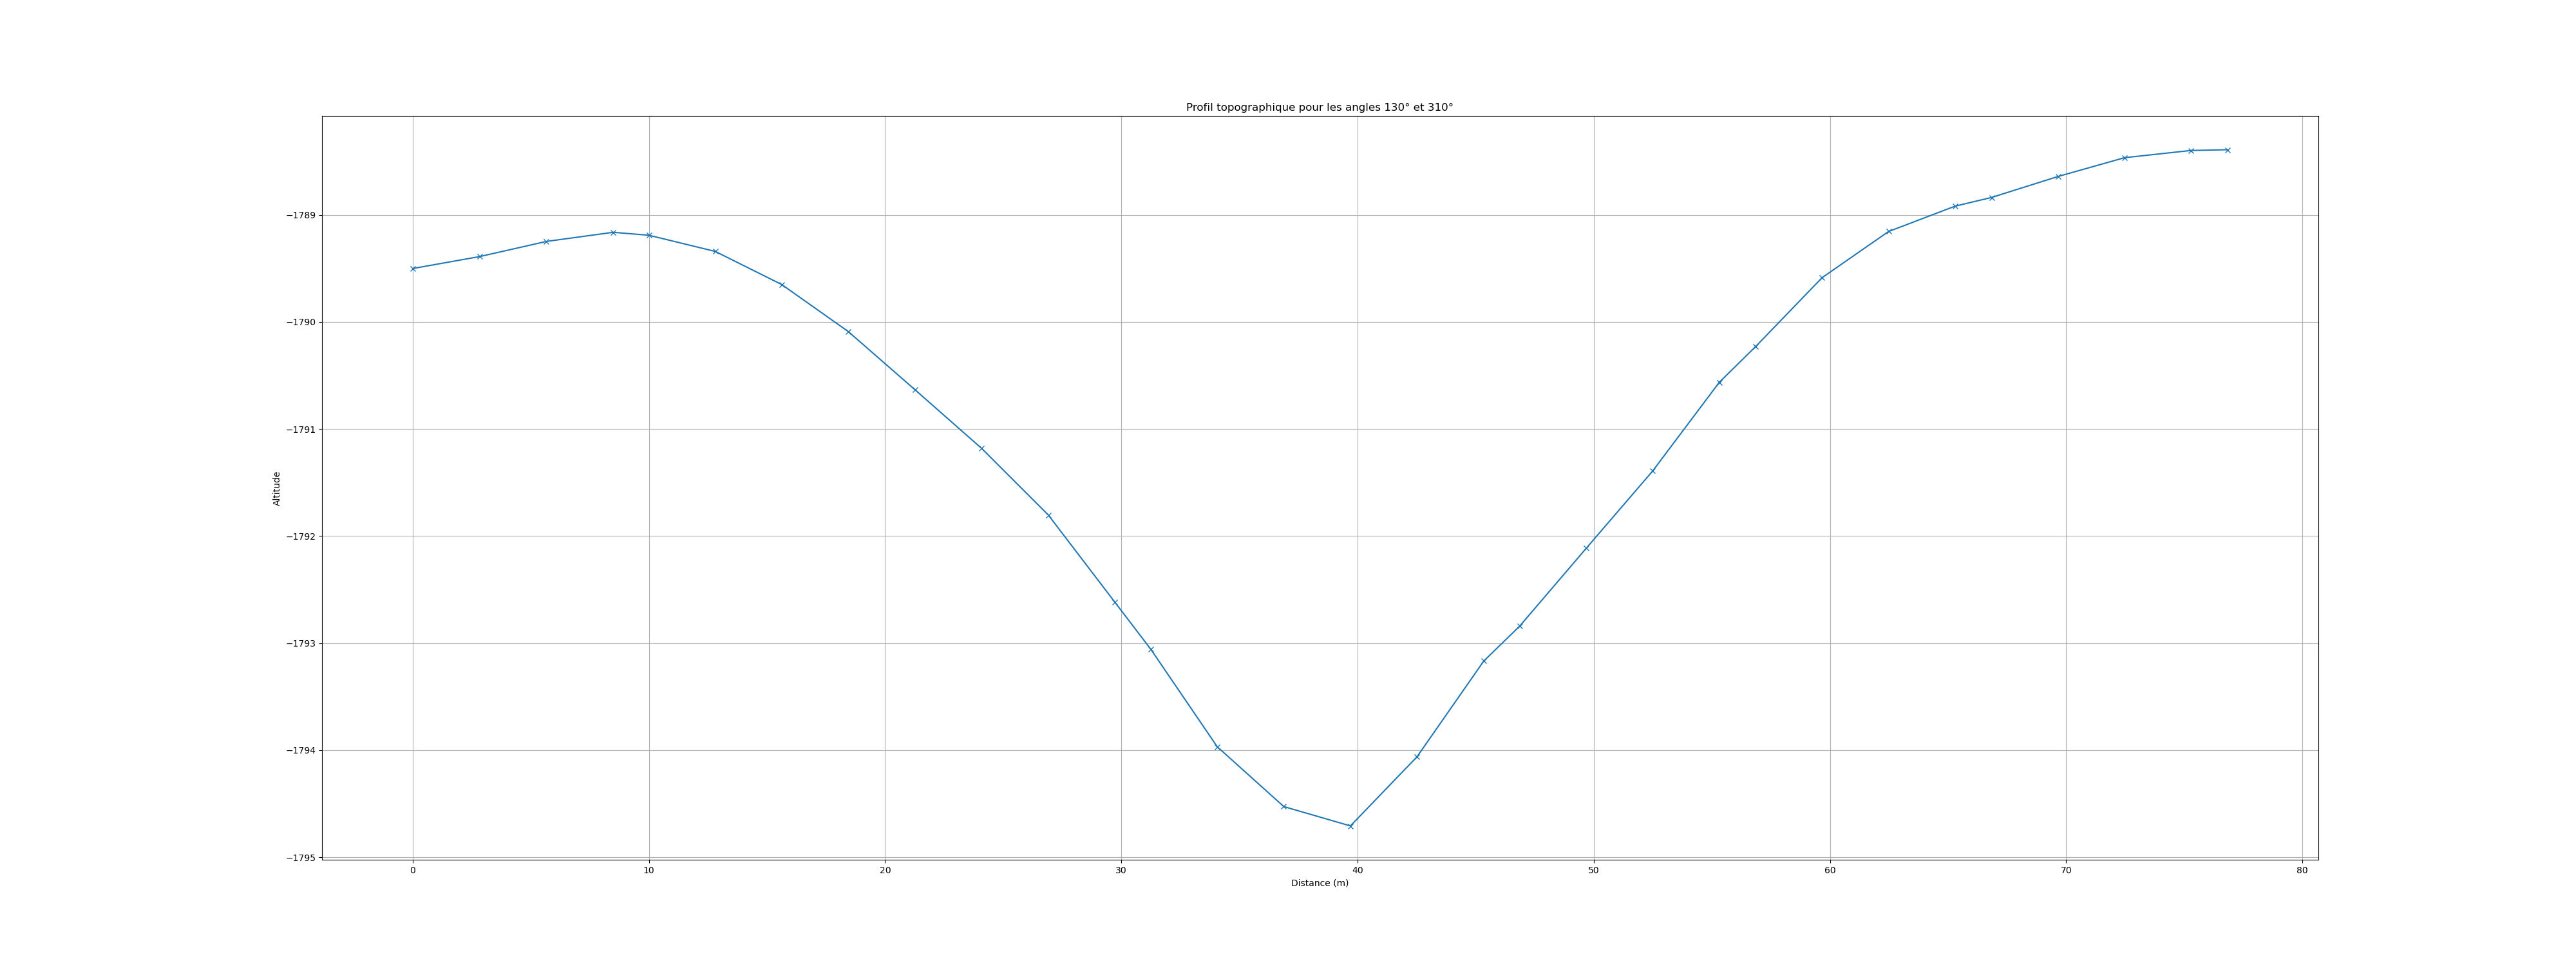 Profil topographique pour les angles 130° et 310°
Altitude
−1789
−1790
−1791
−1792
−1793
−1794
−1795
0 10 20 30 40 50 60 70 80
Distance (m)